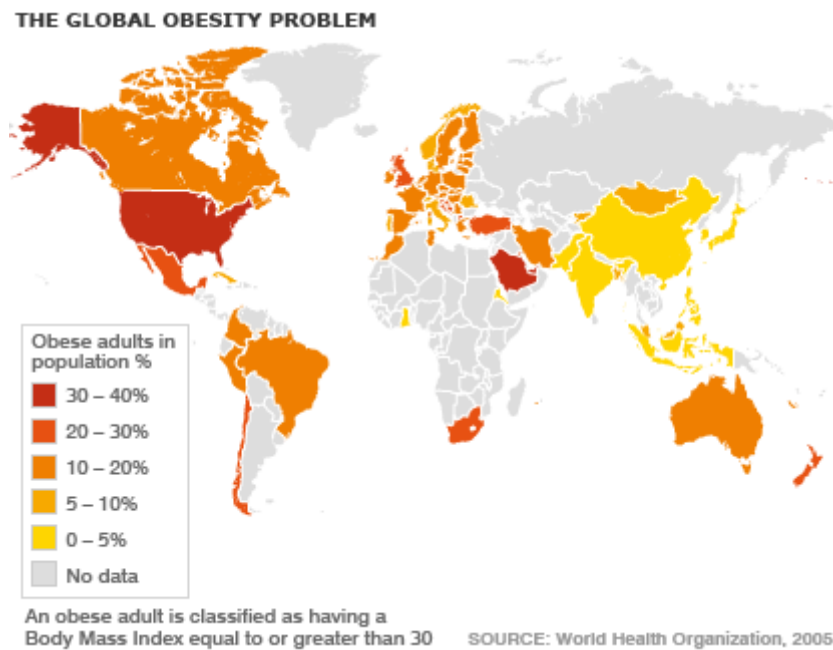 THE GLOBAL OBESITY PROBLEM
Obese adults in
population %
30 – 40%
20 – 30%
10 – 20%
5 – 10%
0 – 5%
No data
An obese adult is classified as having a
Body Mass Index equal to or greater than 30
SOURCE: World Health Organization, 2005